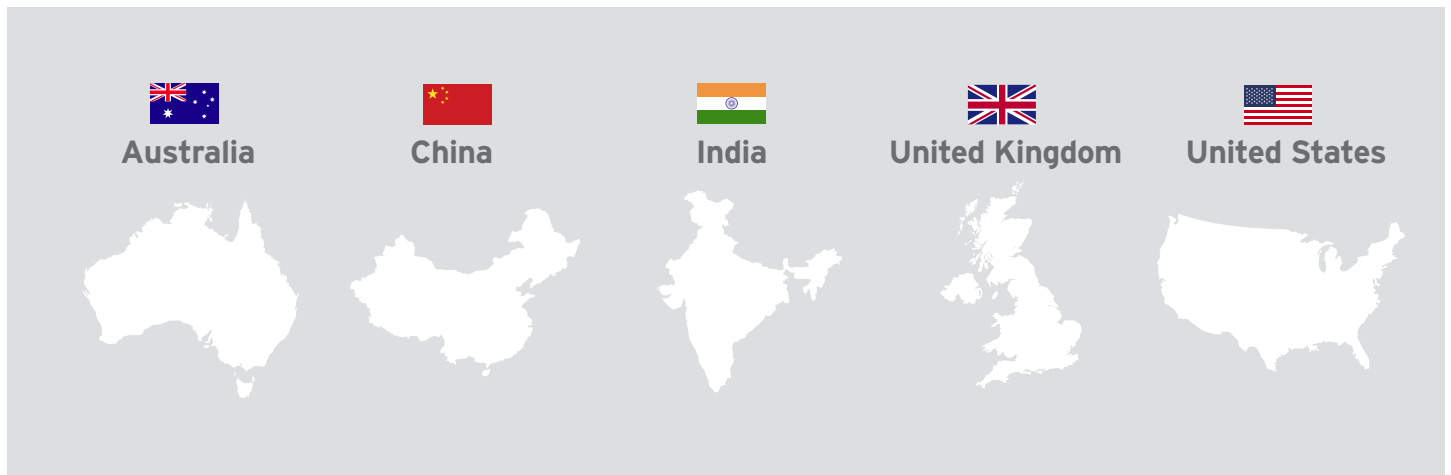 Australia
China
India
United Kingdom
United States